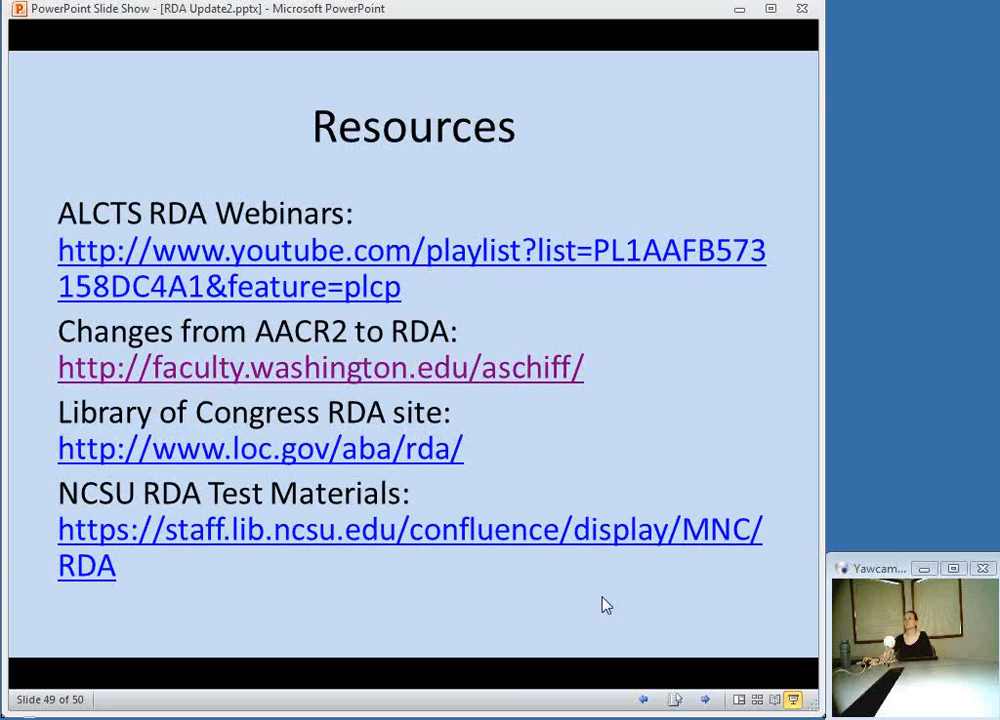 PowerPoint Slide Show - [RDA Update2.pptx] - Microsoft PowerPoint
Resources
ALCTS RDA Webinars:
http://www.youtube.com/playlist?list=PL1AAFB573
158DC4A1&feature=plcp
Changes from AACR2 to RDA:
http://faculty.washington.edu/aschiff/
Library of Congress RDA site:
http://www.loc.gov/aba/rda/
NCSU RDA Test Materials:
https://staff.lib.ncsu.edu/confluence/display/MNC/
RDA
Yawcam...
Slide 49 of 50